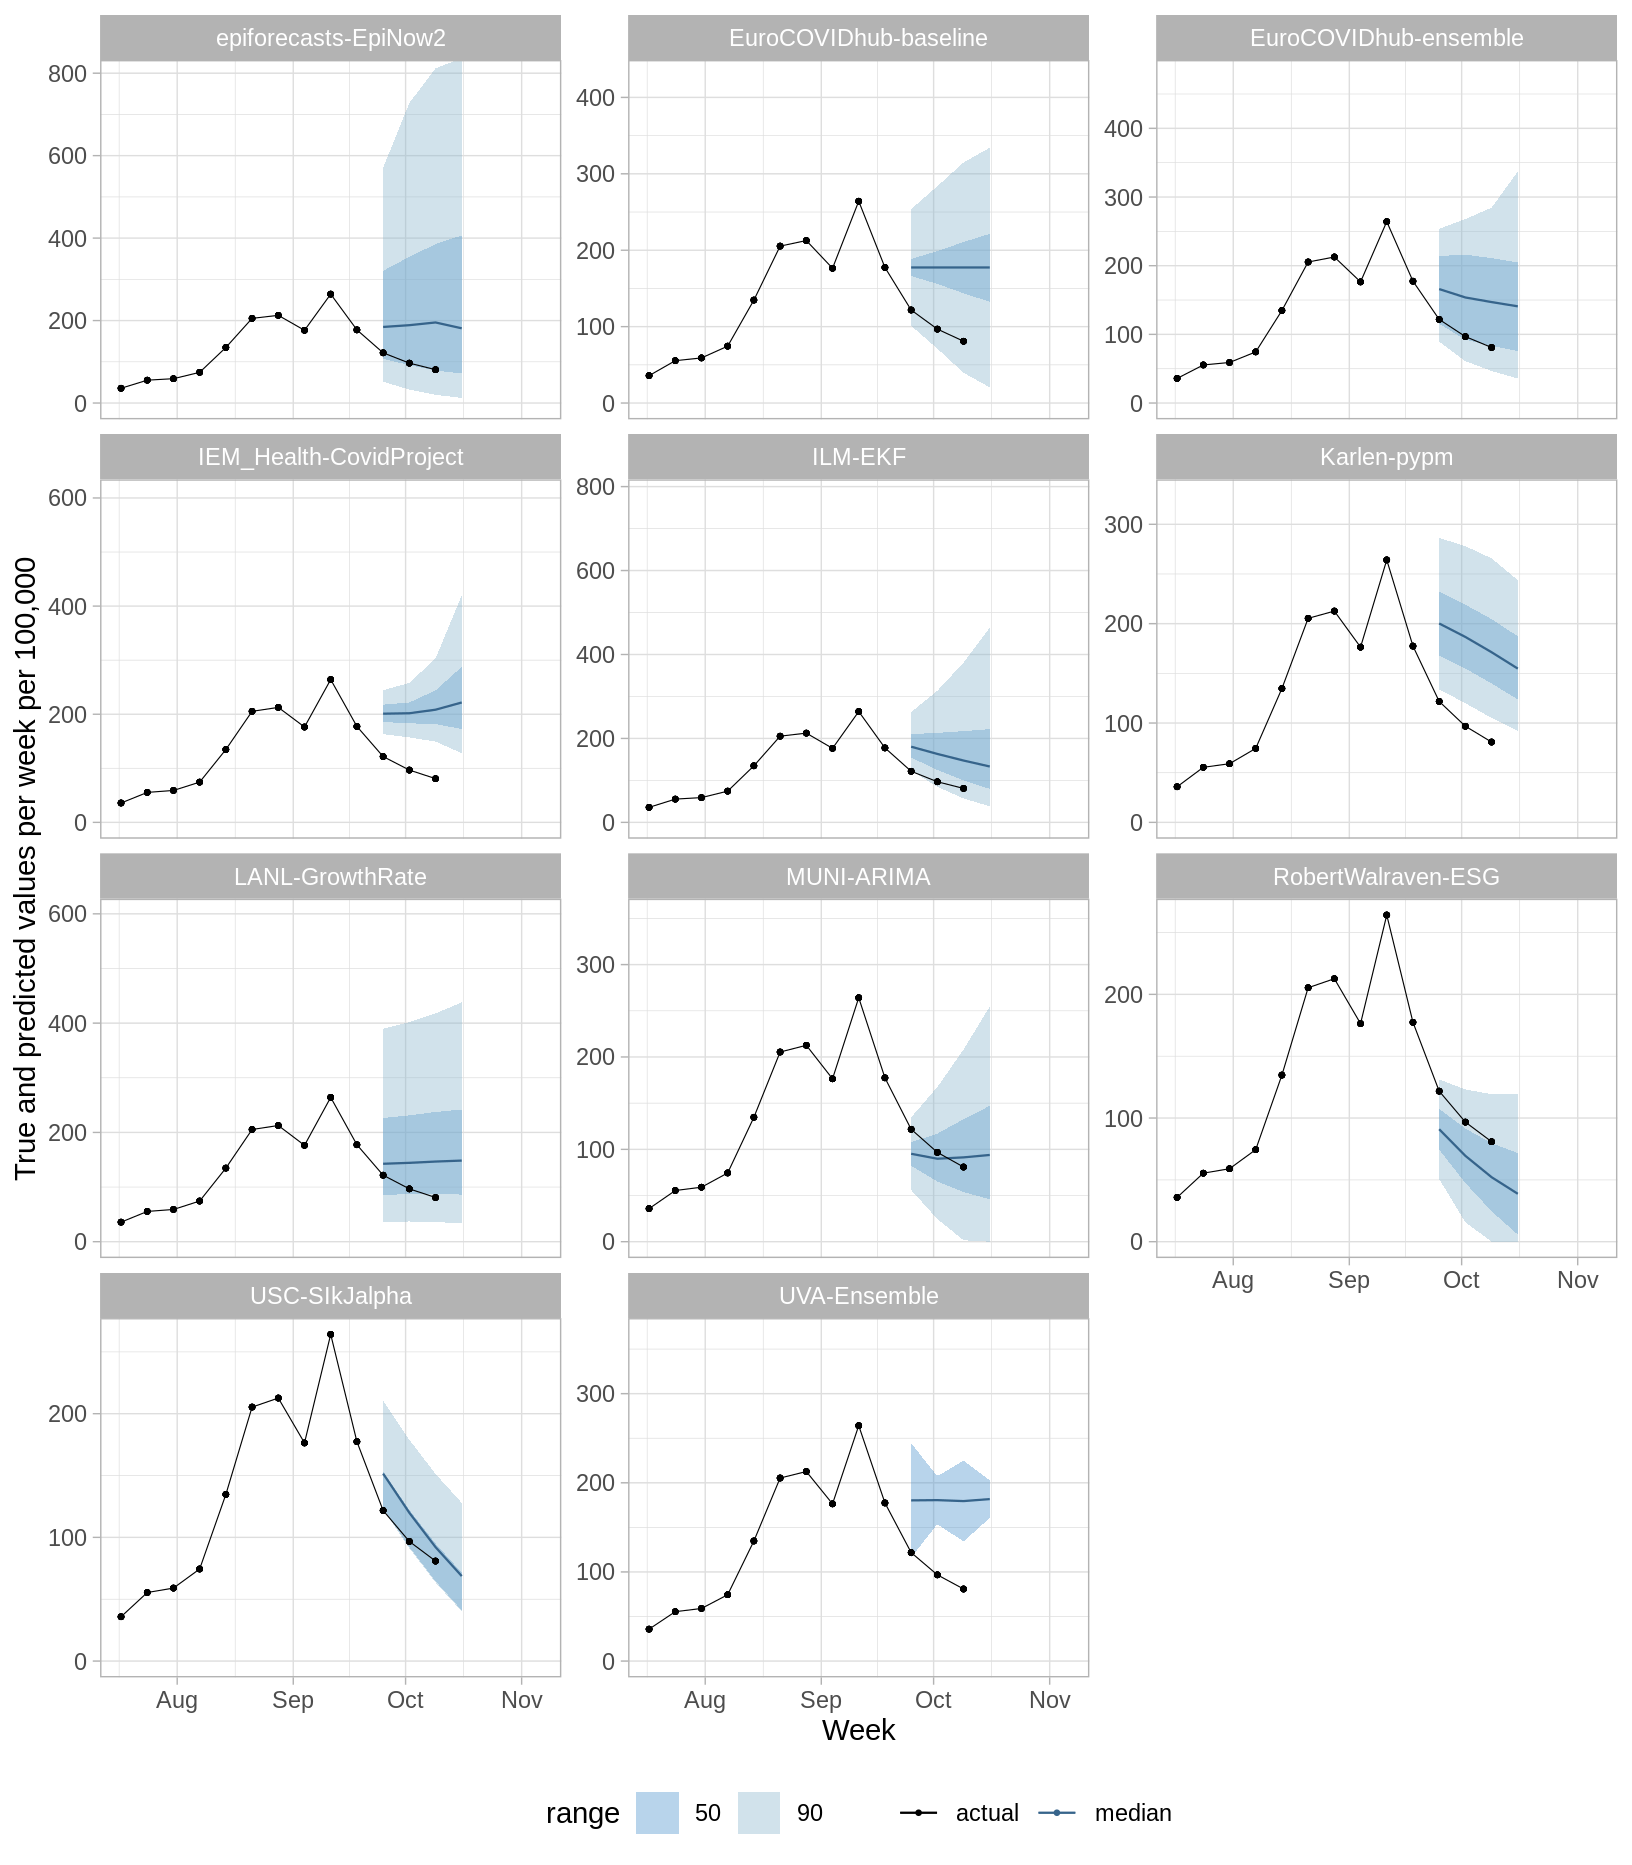 True and predicted values per week per 100,000
epiforecasts-EpiNow2
800
600
400
200
0
EuroCOVIDhub-baseline
400
300
200
100
0
EuroCOVIDhub-ensemble
400
300
200
100
0
IEM_Health-CovidProject
600
400
200
0
ILM-EKF
800
600
400
200
0
Karlen-pypm
300
200
100
0
LANL-GrowthRate
600
400
200
0
MUNI-ARIMA
300
200
100
0
RobertWalraven-ESG
200
100
0
Aug Sep Oct Nov
USC-SIkJalpha
200
100
0
Aug Sep Oct Nov
UVA-Ensemble
300
200
100
0
Aug Sep Oct Nov
Week
range 50 90 actual median